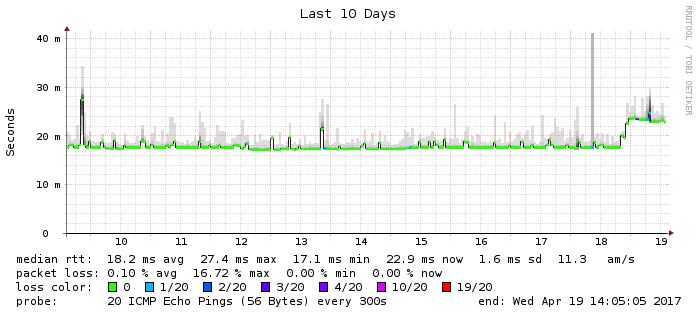 Last 10 Days
RRDTOOL / TOBI OETIKER
Seconds
40 m
30 m
20 m
10 m
0
10 11 12 13 14 15 16 17 18 19
median rtt: 18.2 ms avg 27.4 ms max 17.1 ms min 22.9 ms now 1.6 ms sd 11.3 am/s
packet loss: 0.10 % avg 16.72 % max 0.00 % min 0.00 % now
loss color: 0 1/20 2/20 3/20 4/20 10/20 19/20
probe: 20 ICMP Echo Pings (56 Bytes) every 300s end: Wed Apr 19 14:05:05 2017